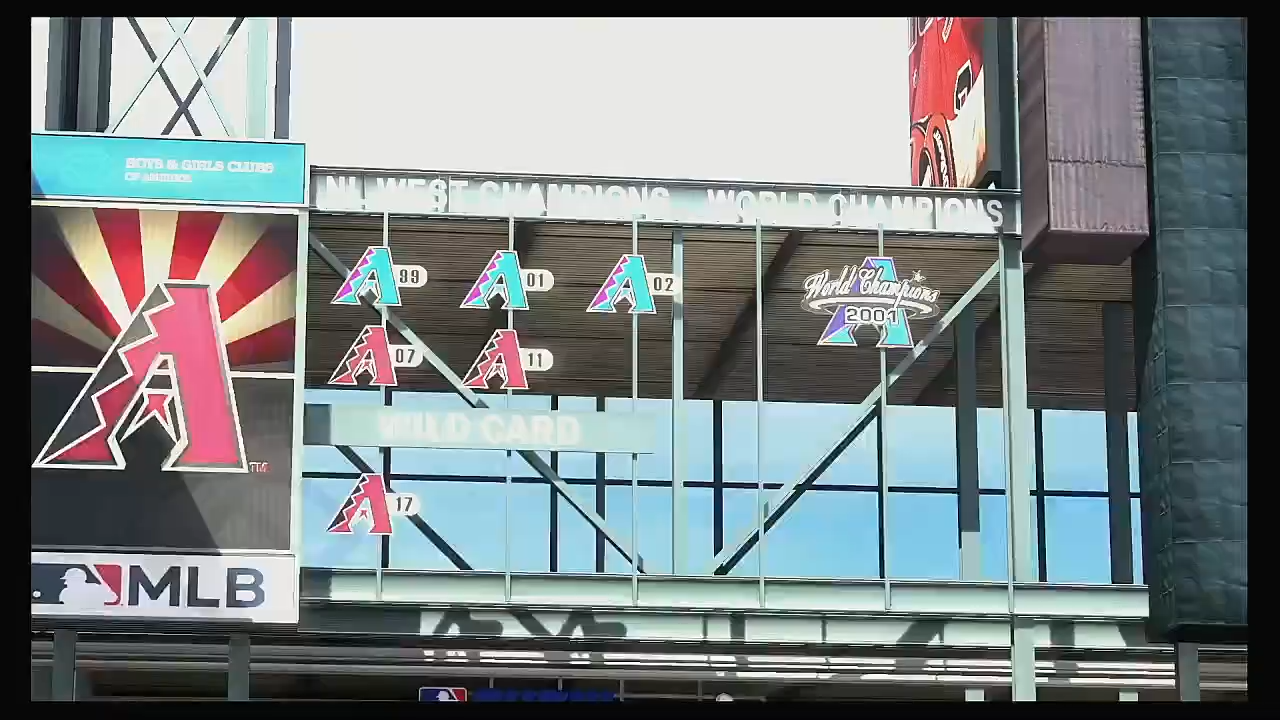 BOYS & GIRLS CLUBS
OF AMERICA
NL WEST CHAMPIONS WORLD CHAMPIONS
A 99
A 01
A 02
World Champions
2001
A 07
A 11
WILD CARD
A 17
A
TM
MLB